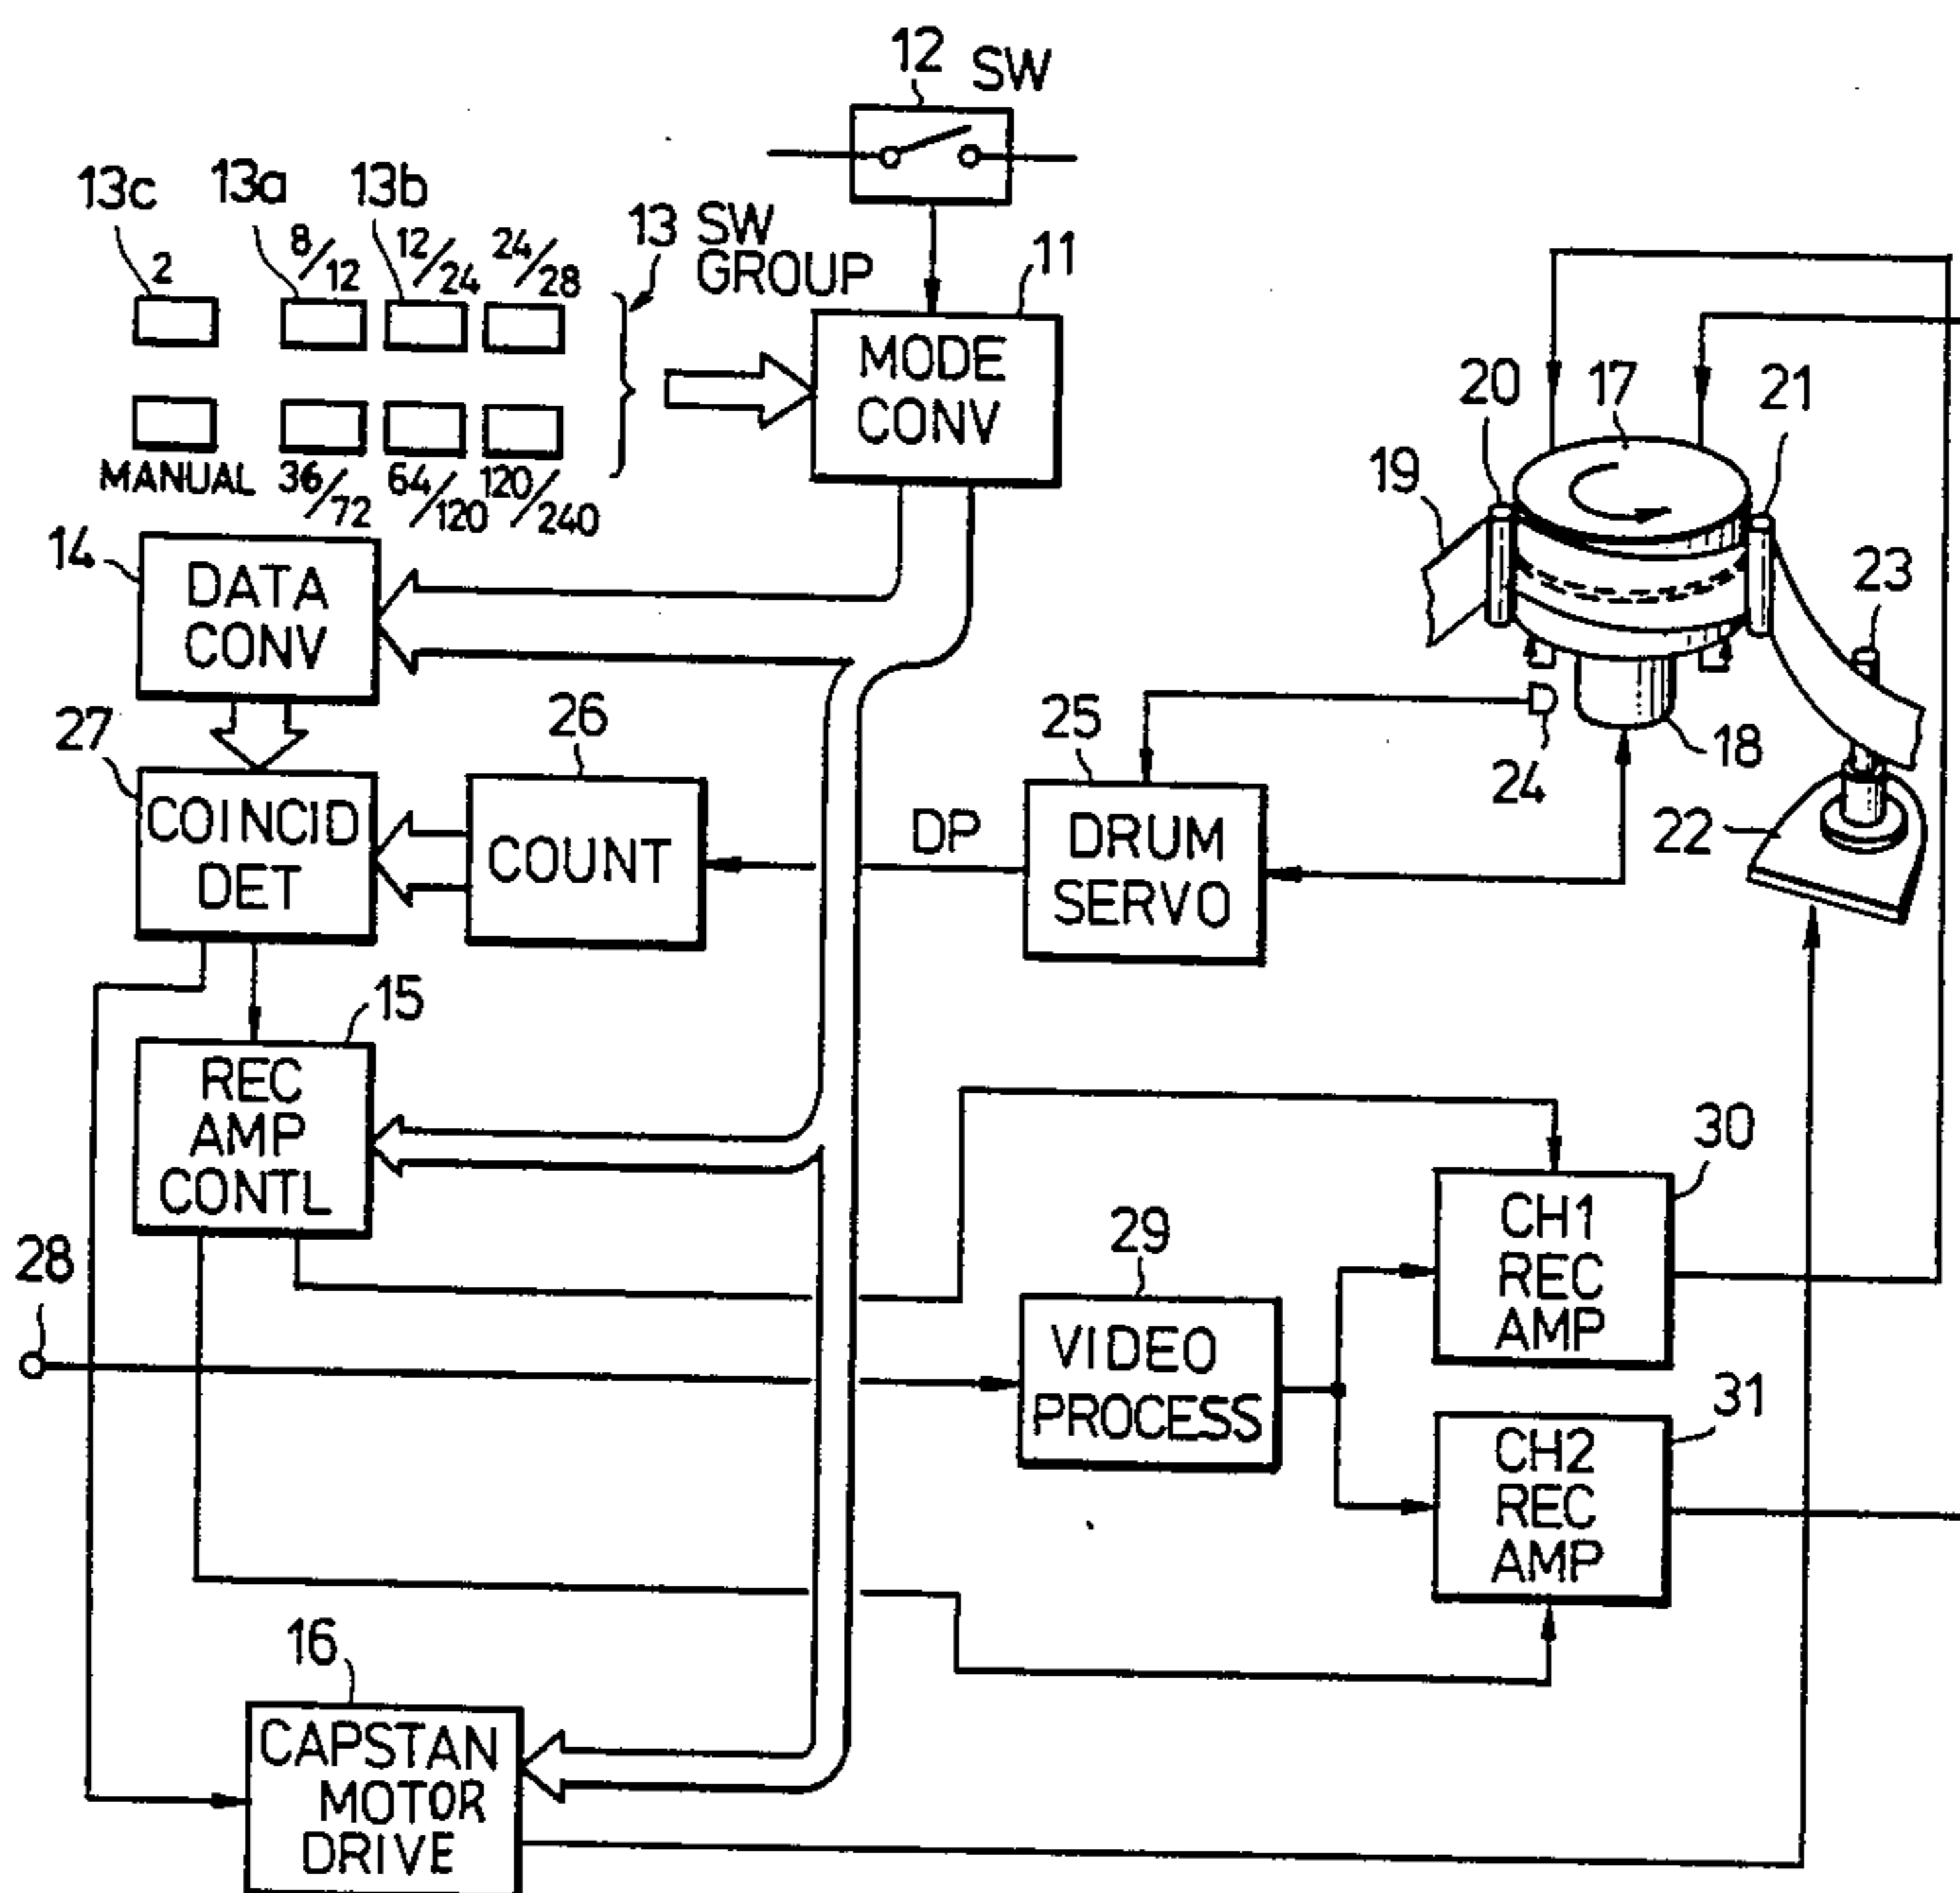 12 SW
13c 13a 13b
2 8/12 12/24 24/28
13 SW
GROUP
11
MODE
CONV
MANUAL 36/72 64/120 120/240
20 17 21
19
23
14
DATA
CONV
18
24
22
27
COINCID
DET
26
COUNT
DP
25
DRUM
SERVO
15
REC
AMP
CONTL
28
29
VIDEO
PROCESS
30
CH1
REC
AMP
31
CH2
REC
AMP
16
CAPSTAN
MOTOR
DRIVE